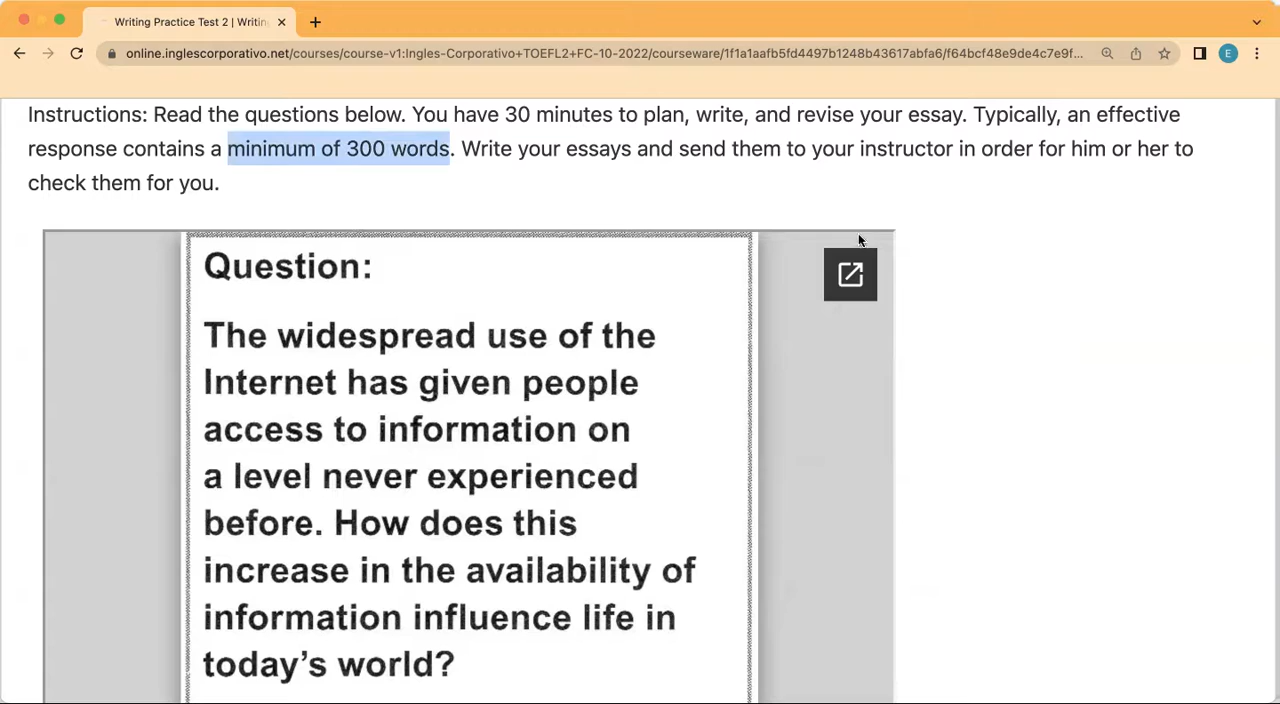 Writing Practice Test 2 | Writin
online.inglescorporativo.net/courses/course-v1:Ingles-Corporativo+TOEFL2+FC-10-2022/courseware/1f1a1aafb5fd4497b1248b43617abfa6/f64bcf48e9de4c7e9f...
E
Instructions: Read the questions below. You have 30 minutes to plan, write, and revise your essay. Typically, an effective
response contains a minimum of 300 words. Write your essays and send them to your instructor in order for him or her to
check them for you.
Question:
The widespread use of the
Internet has given people
access to information on
a level never experienced
before. How does this
increase in the availability of
information influence life in
today's world?